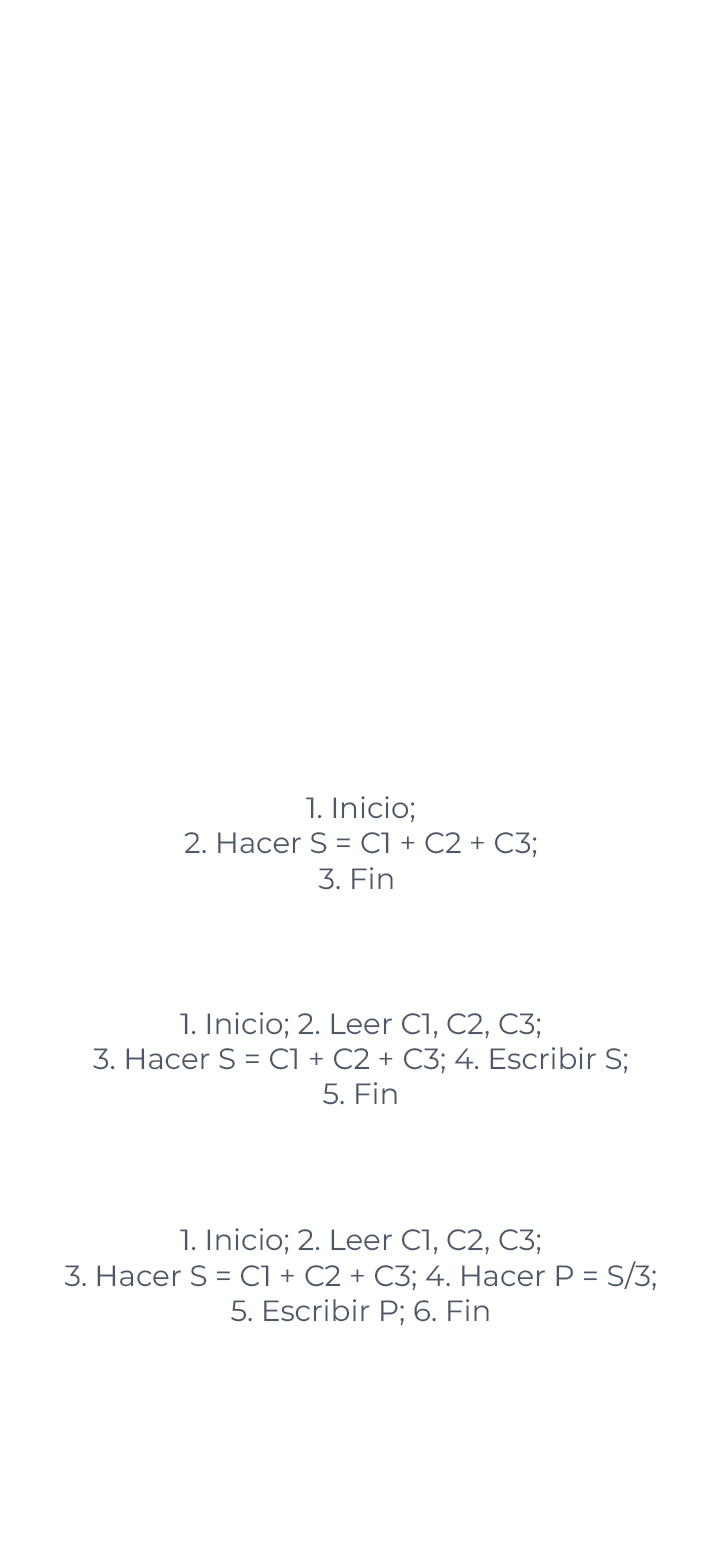 1. Inicio;
2. Hacer S = C1 + C2 + C3;
3. Fin
1. Inicio; 2. Leer C1, C2, C3;
3. Hacer S = C1 + C2 + C3; 4. Escribir S;
5. Fin
1. Inicio; 2. Leer C1, C2, C3;
3. Hacer S = C1 + C2 + C3; 4. Hacer P = S/3;
5. Escribir P; 6. Fin